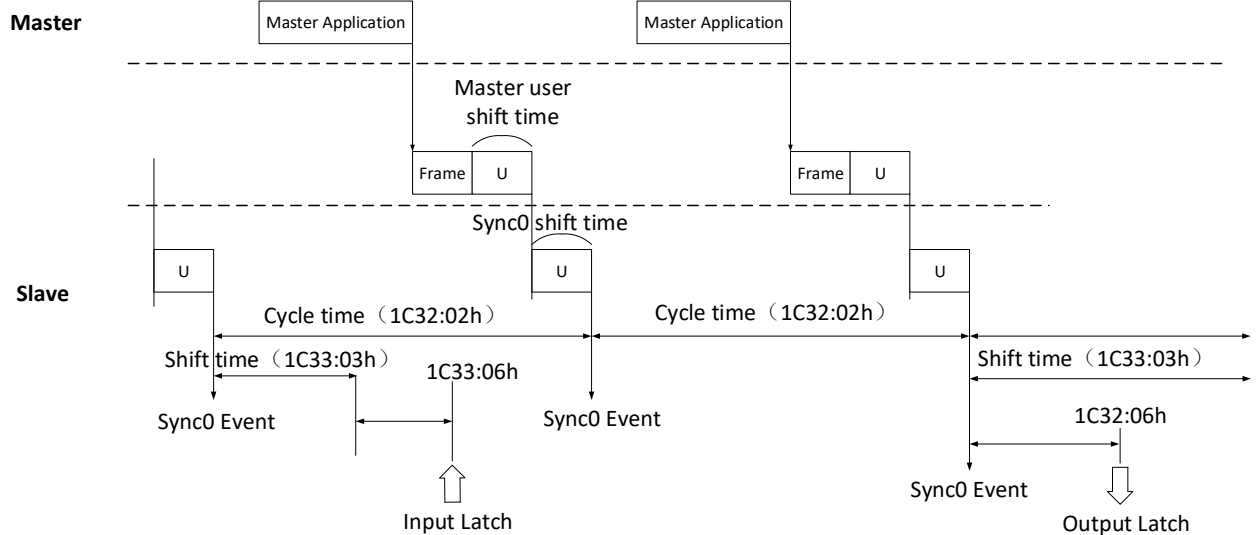 Master
Master Application
Master Application
Master user
shift time
Frame
U
Frame
U
Sync0 shift time
U
U
U
Slave
Cycle time（1C32:02h）
Cycle time（1C32:02h）
Shift time（1C33:03h）
Shift time（1C33:03h）
1C33:06h
1C32:06h
Sync0 Event
Sync0 Event
Sync0 Event
Input Latch
Output Latch